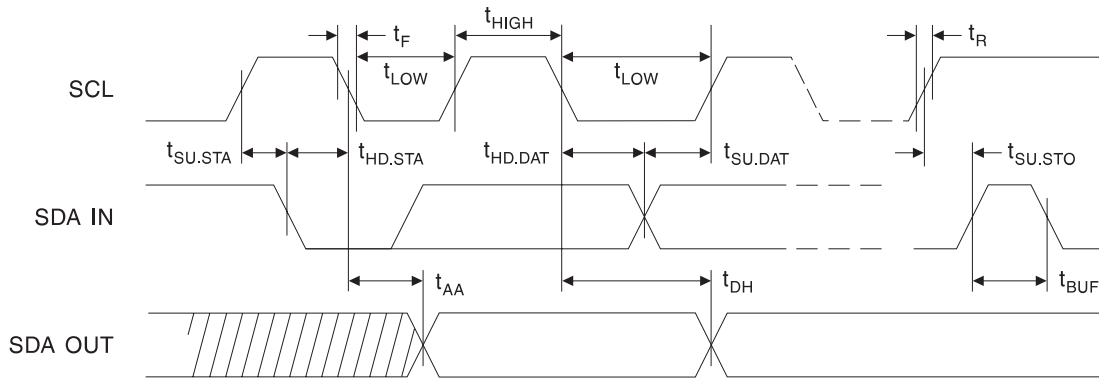 tHIGH
tF
tR
tLOW
tLOW
SCL
tSU.STA
tHD.STA
tHD.DAT
tSU.DAT
tSU.STO
SDA IN
tAA
tDH
tBUF
SDA OUT